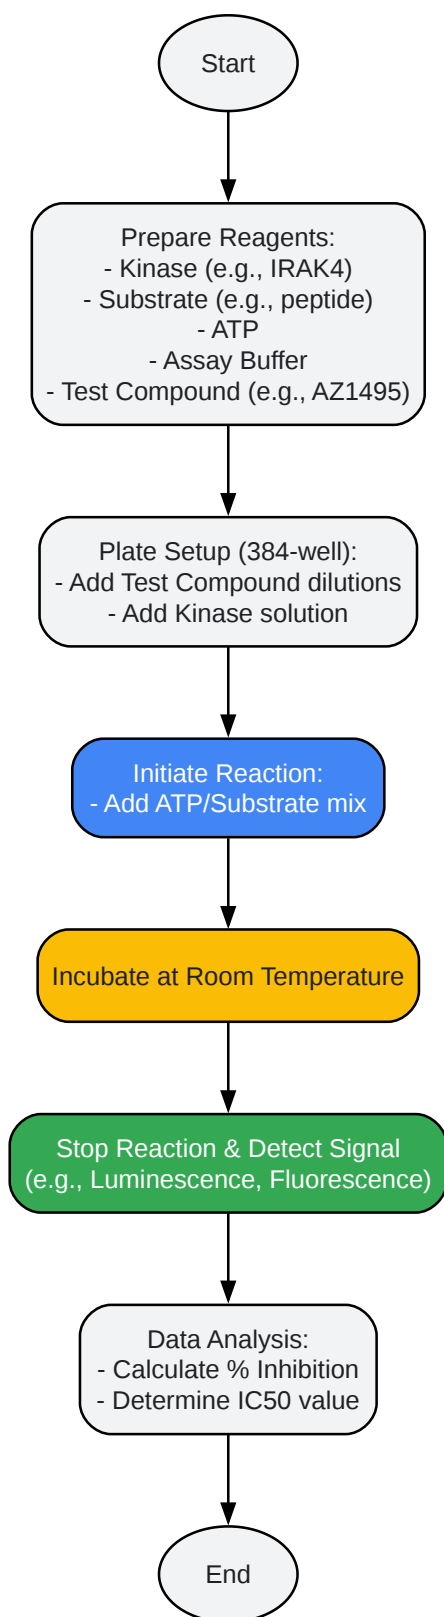 Start
Prepare Reagents:
- Kinase (e.g., IRAK4)
- Substrate (e.g., peptide)
- ATP
- Assay Buffer
- Test Compound (e.g., AZ1495)
Plate Setup (384-well):
- Add Test Compound dilutions
- Add Kinase solution
Initiate Reaction:
- Add ATP/Substrate mix
Incubate at Room Temperature
Stop Reaction & Detect Signal
(e.g., Luminescence, Fluorescence)
Data Analysis:
- Calculate % Inhibition
- Determine IC50 value
End